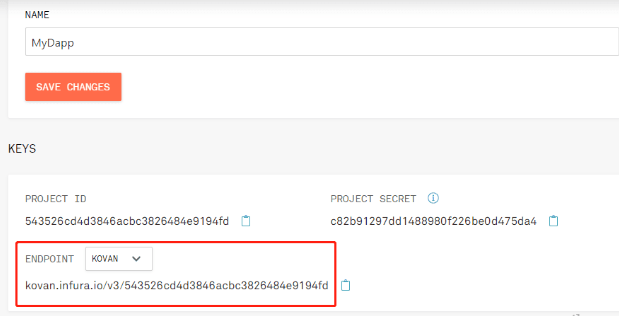 NAME
MyDapp
SAVE CHANGES
KEYS
PROJECT ID
PROJECT SECRET
543526cd4d3846acbc3826484e9194fd
c82b91297dd1488980f226be0d475da4
ENDPOINT KOVAN
kovan.infura.io/v3/543526cd4d3846acbc3826484e9194fd